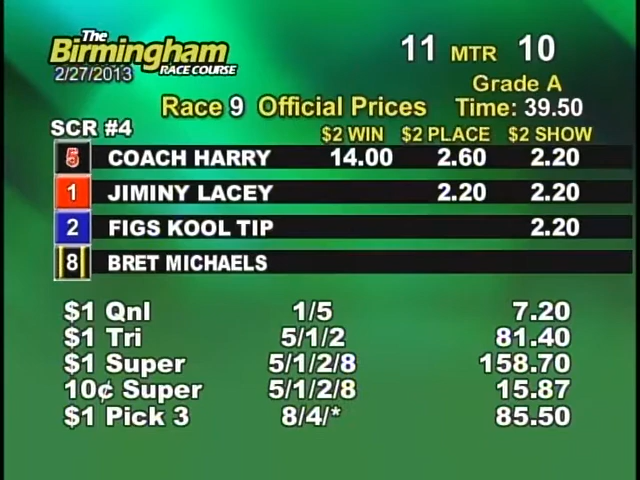 The
Birmingham
RACE COURSE
2/27/2013
11 MTR 10
Grade A
Race 9 Official Prices Time: 39.50
SCR #4
$2 WIN $2 PLACE $2 SHOW
5 COACH HARRY 14.00 2.60 2.20
1 JIMINY LACEY 2.20 2.20
2 FIGS KOOL TIP 2.20
8 BRET MICHAELS
$1 Qnl 1/5 7.20
$1 Tri 5/1/2 81.40
$1 Super 5/1/2/8 158.70
10¢ Super 5/1/2/8 15.87
$1 Pick 3 8/4/* 85.50